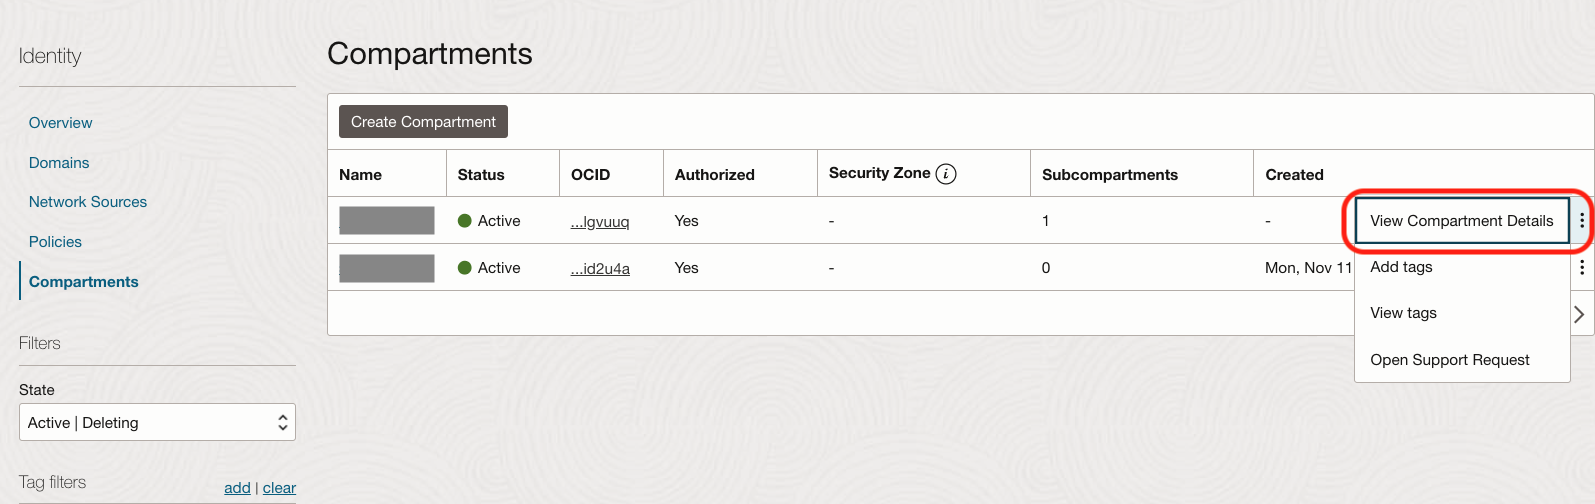 Identity
Overview
Domains
Network Sources
Policies
Compartments
Filters
State
Active | Deleting
Tag filters add | clear
Compartments
Create Compartment
Name Status OCID Authorized Security Zone i Subcompartments Created
Active ...lgvuuq Yes - 1 -
Active ...id2u4a Yes - 0 Mon, Nov 11
View Compartment Details
Add tags
View tags
Open Support Request